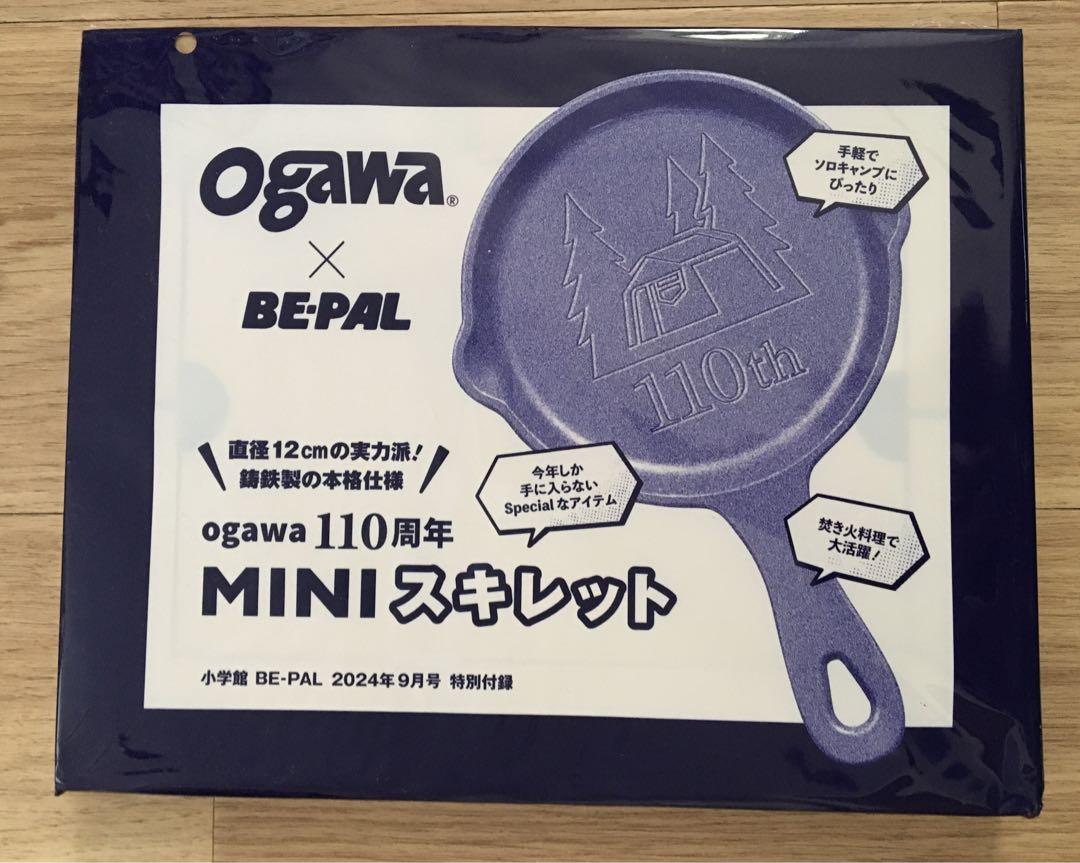 ogawa®
×
BE-PAL
手軽で
ソロキャンプに
ぴったり
110th
直径12cmの実力派!
鋳鉄製の本格仕様
今年しか
手に入らない
Specialなアイテム
焚き火料理で
大活躍!
ogawa 110周年
MINIスキレット
小学館 BE-PAL 2024年9月号 特別付録